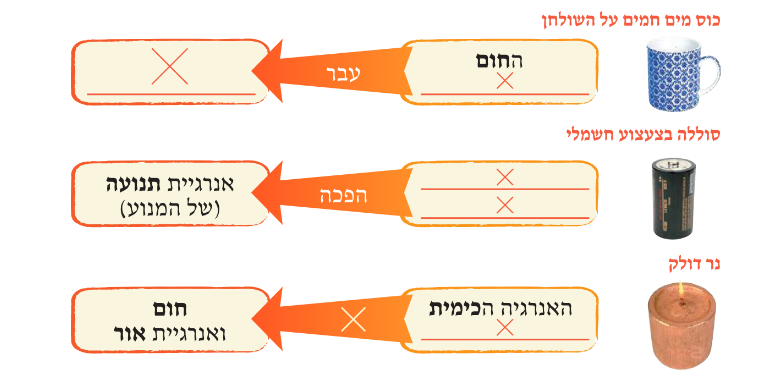 כוס מים חמים על השולחן
החום
עבר
סוללה בצעצוע חשמלי
הפכה
אנרגיית תנועה
(של המנוע)
נר דולק
האנרגיה הכימית
חום
ואנרגיית אור